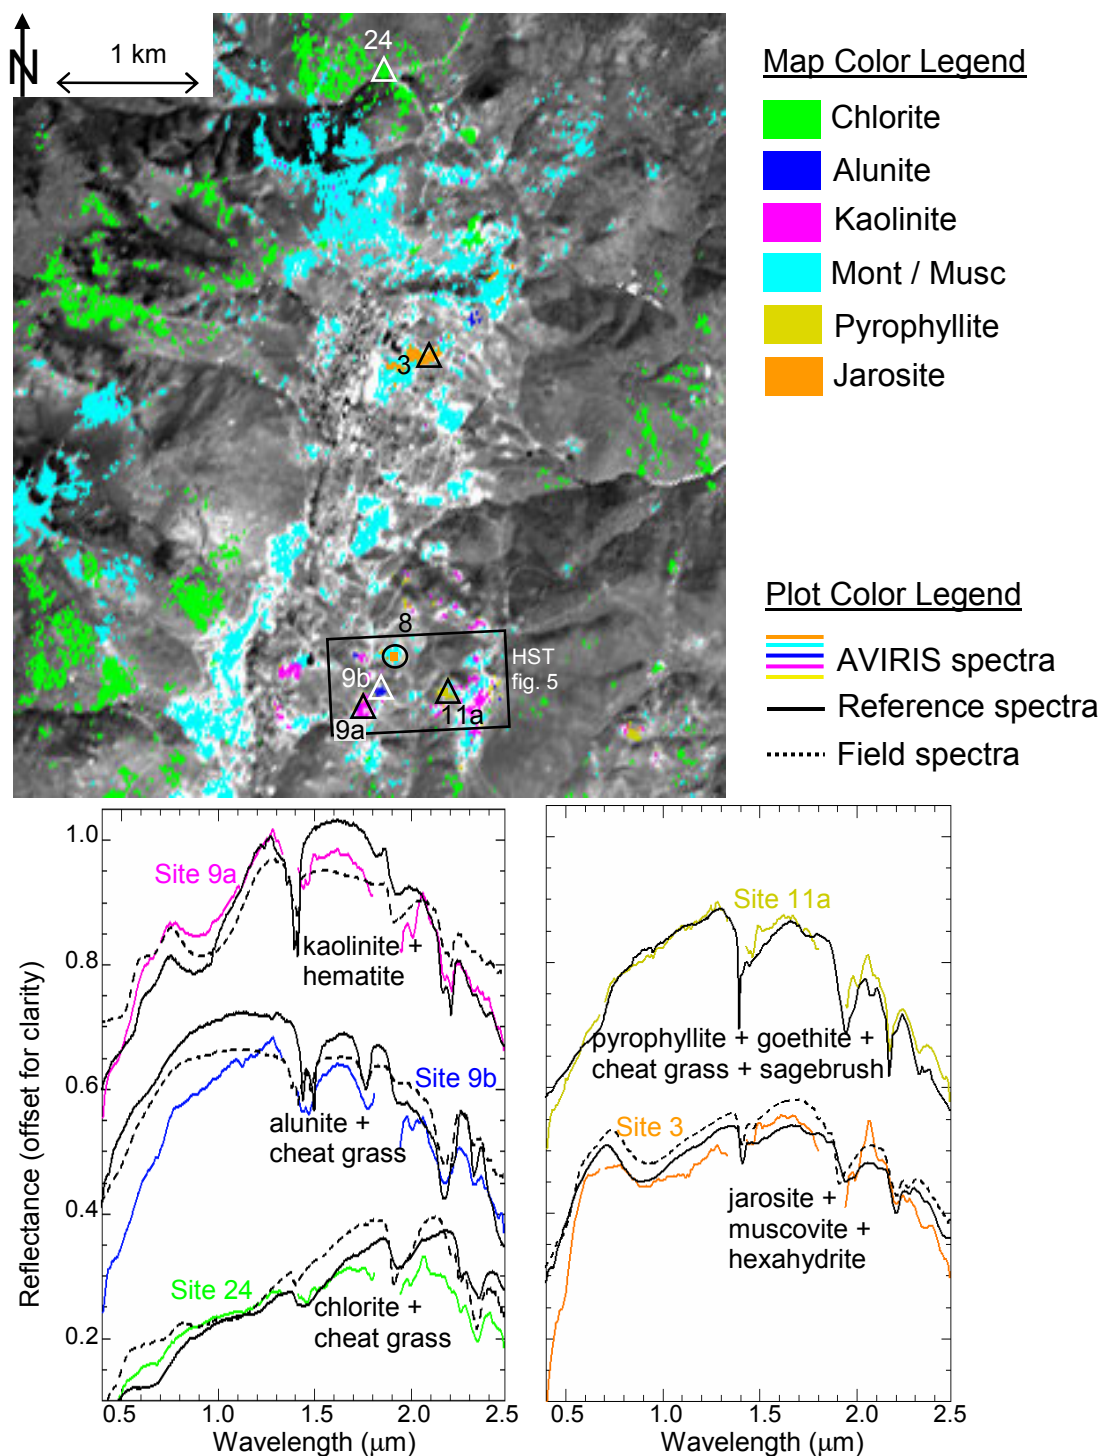 N
1 km
24
3
8
9b
9a
11a
HST
fig. 5
Map Color Legend
Chlorite
Alunite
Kaolinite
Mont / Musc
Pyrophyllite
Jarosite
Plot Color Legend
AVIRIS spectra
Reference spectra
Field spectra
Reflectance (offset for clarity)
1.0
0.8
0.6
0.4
0.2
Site 9a
kaolinite +
hematite
Site 9b
alunite +
cheat grass
Site 24
chlorite +
cheat grass
0.5 1.0 1.5 2.0 2.5
Wavelength (µm)
Site 11a
pyrophyllite + goethite +
cheat grass + sagebrush
Site 3
jarosite +
muscovite +
hexahydrite
0.5 1.0 1.5 2.0 2.5
Wavelength (µm)